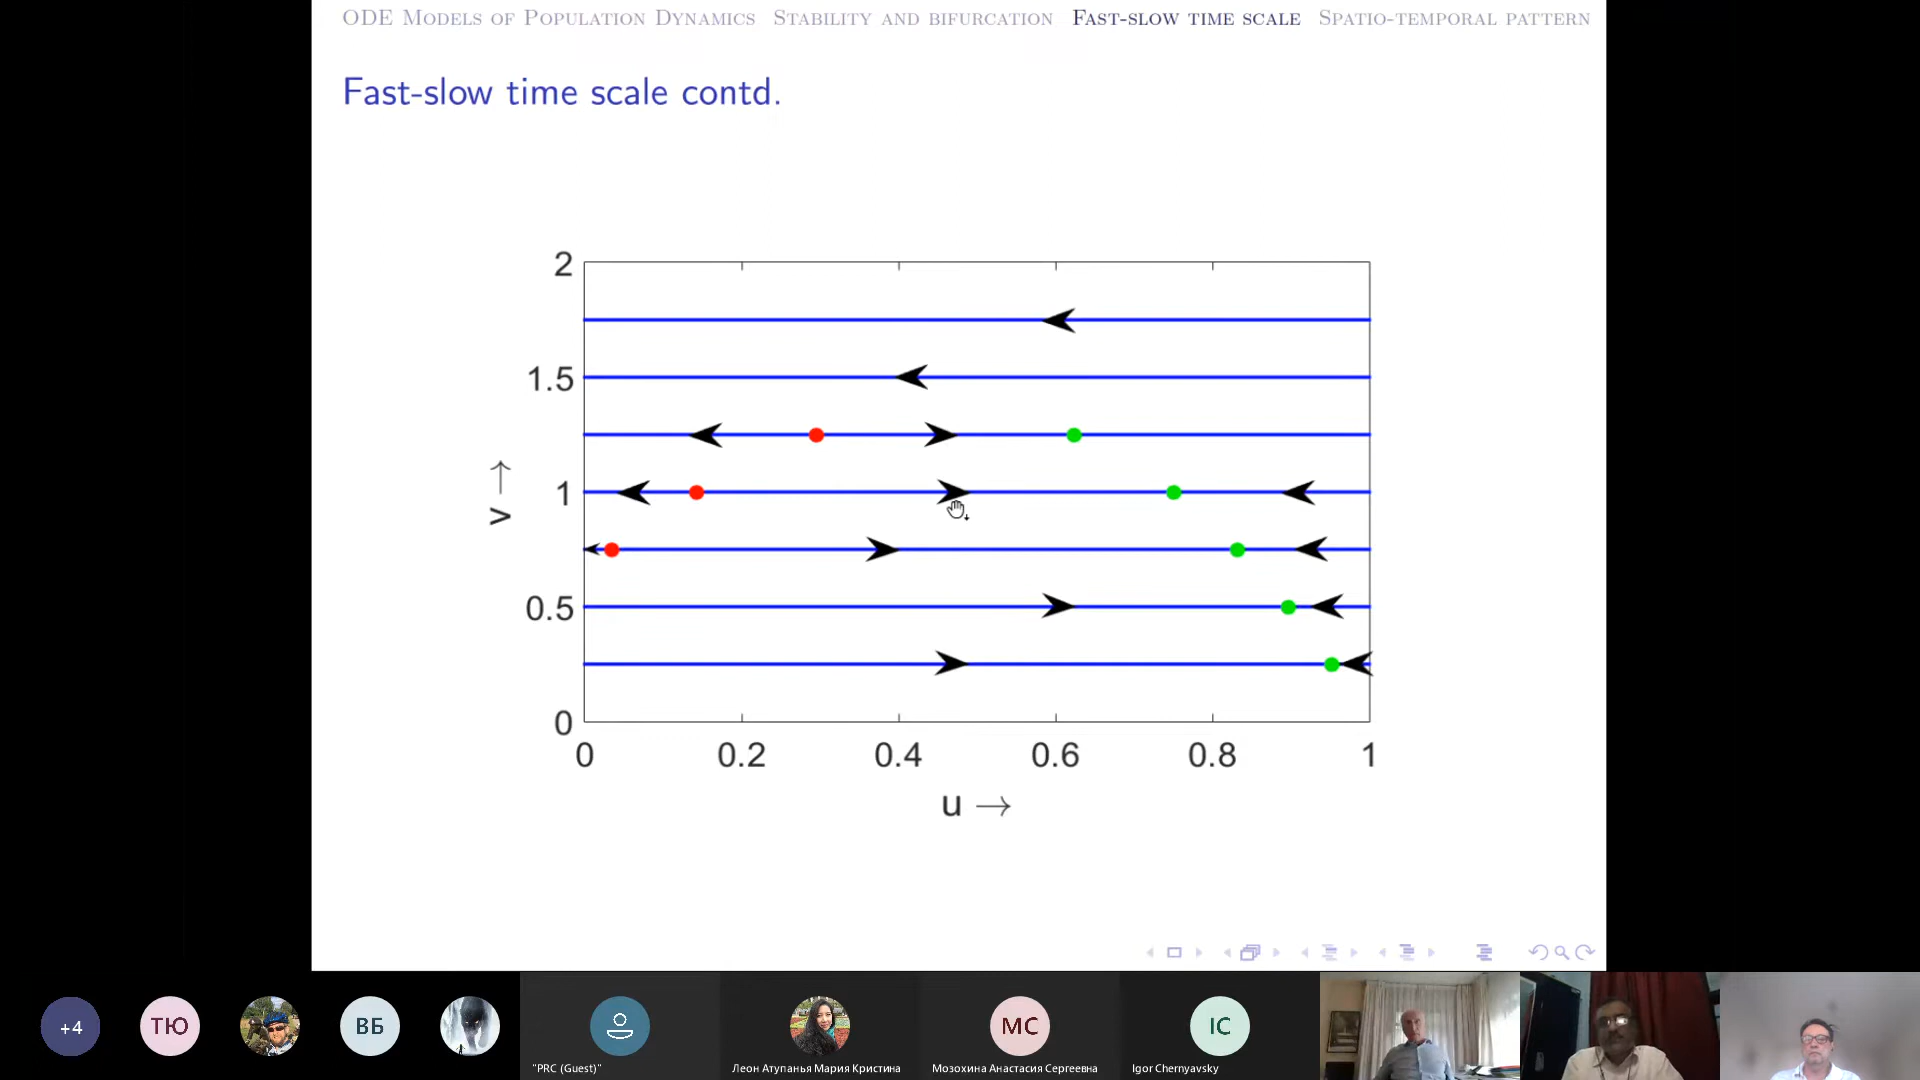 ODE Models of Population Dynamics Stability and bifurcation Fast-slow time scale Spatio-temporal pattern
Fast-slow time scale contd.
2
1.5
1
0.5
0
v →
0 0.2 0.4 0.6 0.8 1
u →
+4
ТЮ
ВБ
МС
IC
"PRC (Guest)"
Леон Атупанья Мария Кристина
Мозохина Анастасия Сергеевна
Igor Chernyavsky